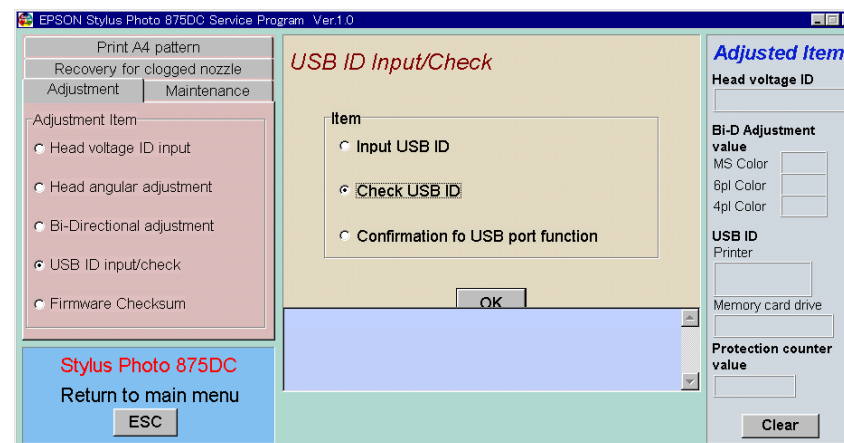 EPSON Stylus Photo 875DC Service Program Ver.1.0
Print A4 pattern
Recovery for clogged nozzle
Adjustment
Maintenance
Adjustment Item
Head voltage ID input
Head angular adjustment
Bi-Directional adjustment
USB ID input/check
Firmware Checksum
Stylus Photo 875DC
Return to main menu
ESC
USB ID Input/Check
Item
Input USB ID
Check USB ID
Confirmation fo USB port function
OK
Adjusted Item
Head voltage ID
Bi-D Adjustment
value
MS Color
6pl Color
4pl Color
USB ID
Printer
Memory card drive
Protection counter
value
Clear